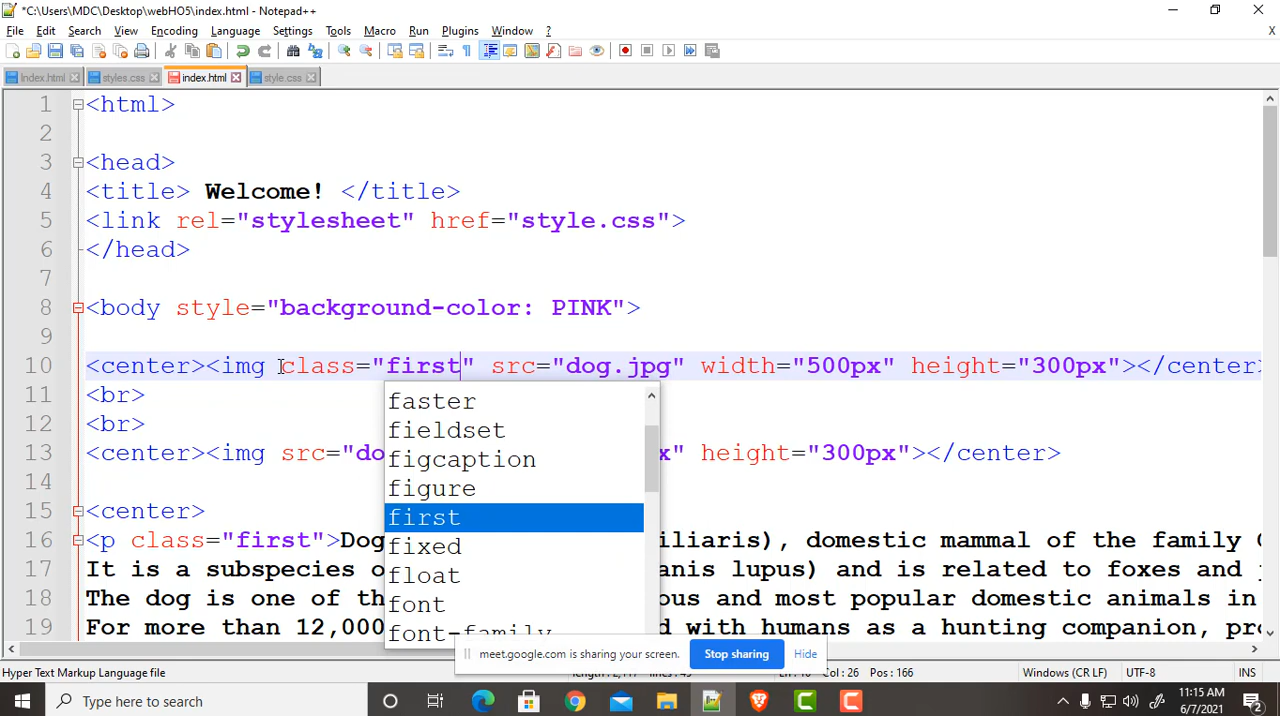 *C:\Users\MDC\Desktop\webHO5\index.html - Notepad++
File Edit Search View Encoding Language Settings Tools Macro Run Plugins Window ? X
Index.html styles.css index.html style.css
1 <html>
2
3 <head>
4 <title> Welcome! </title>
5 <link rel="stylesheet" href="style.css">
6 </head>
7
8 <body style="background-color: PINK">
9
10 <center><img class="first" src="dog.jpg" width="500px" height="300px"></center>
11 <br>
12 <br>
13 <center><img src="do x" height="300px"></center>
14
15 <center>
16 <p class="first">Dog iliaris), domestic mammal of the family
17 It is a subspecies o anis lupus) and is related to foxes and
18 The dog is one of th ous and most popular domestic animals in
19 For more than 12,000 d with humans as a hunting companion, pro
faster
fieldset
figcaption
figure
first
fixed
float
font
font-family
meet.google.com is sharing your screen. Stop sharing Hide
Hyper Text Markup Language file Col : 26 Pos : 166 Windows (CR LF) UTF-8 INS
Type here to search
11:15 AM
6/7/2021
2